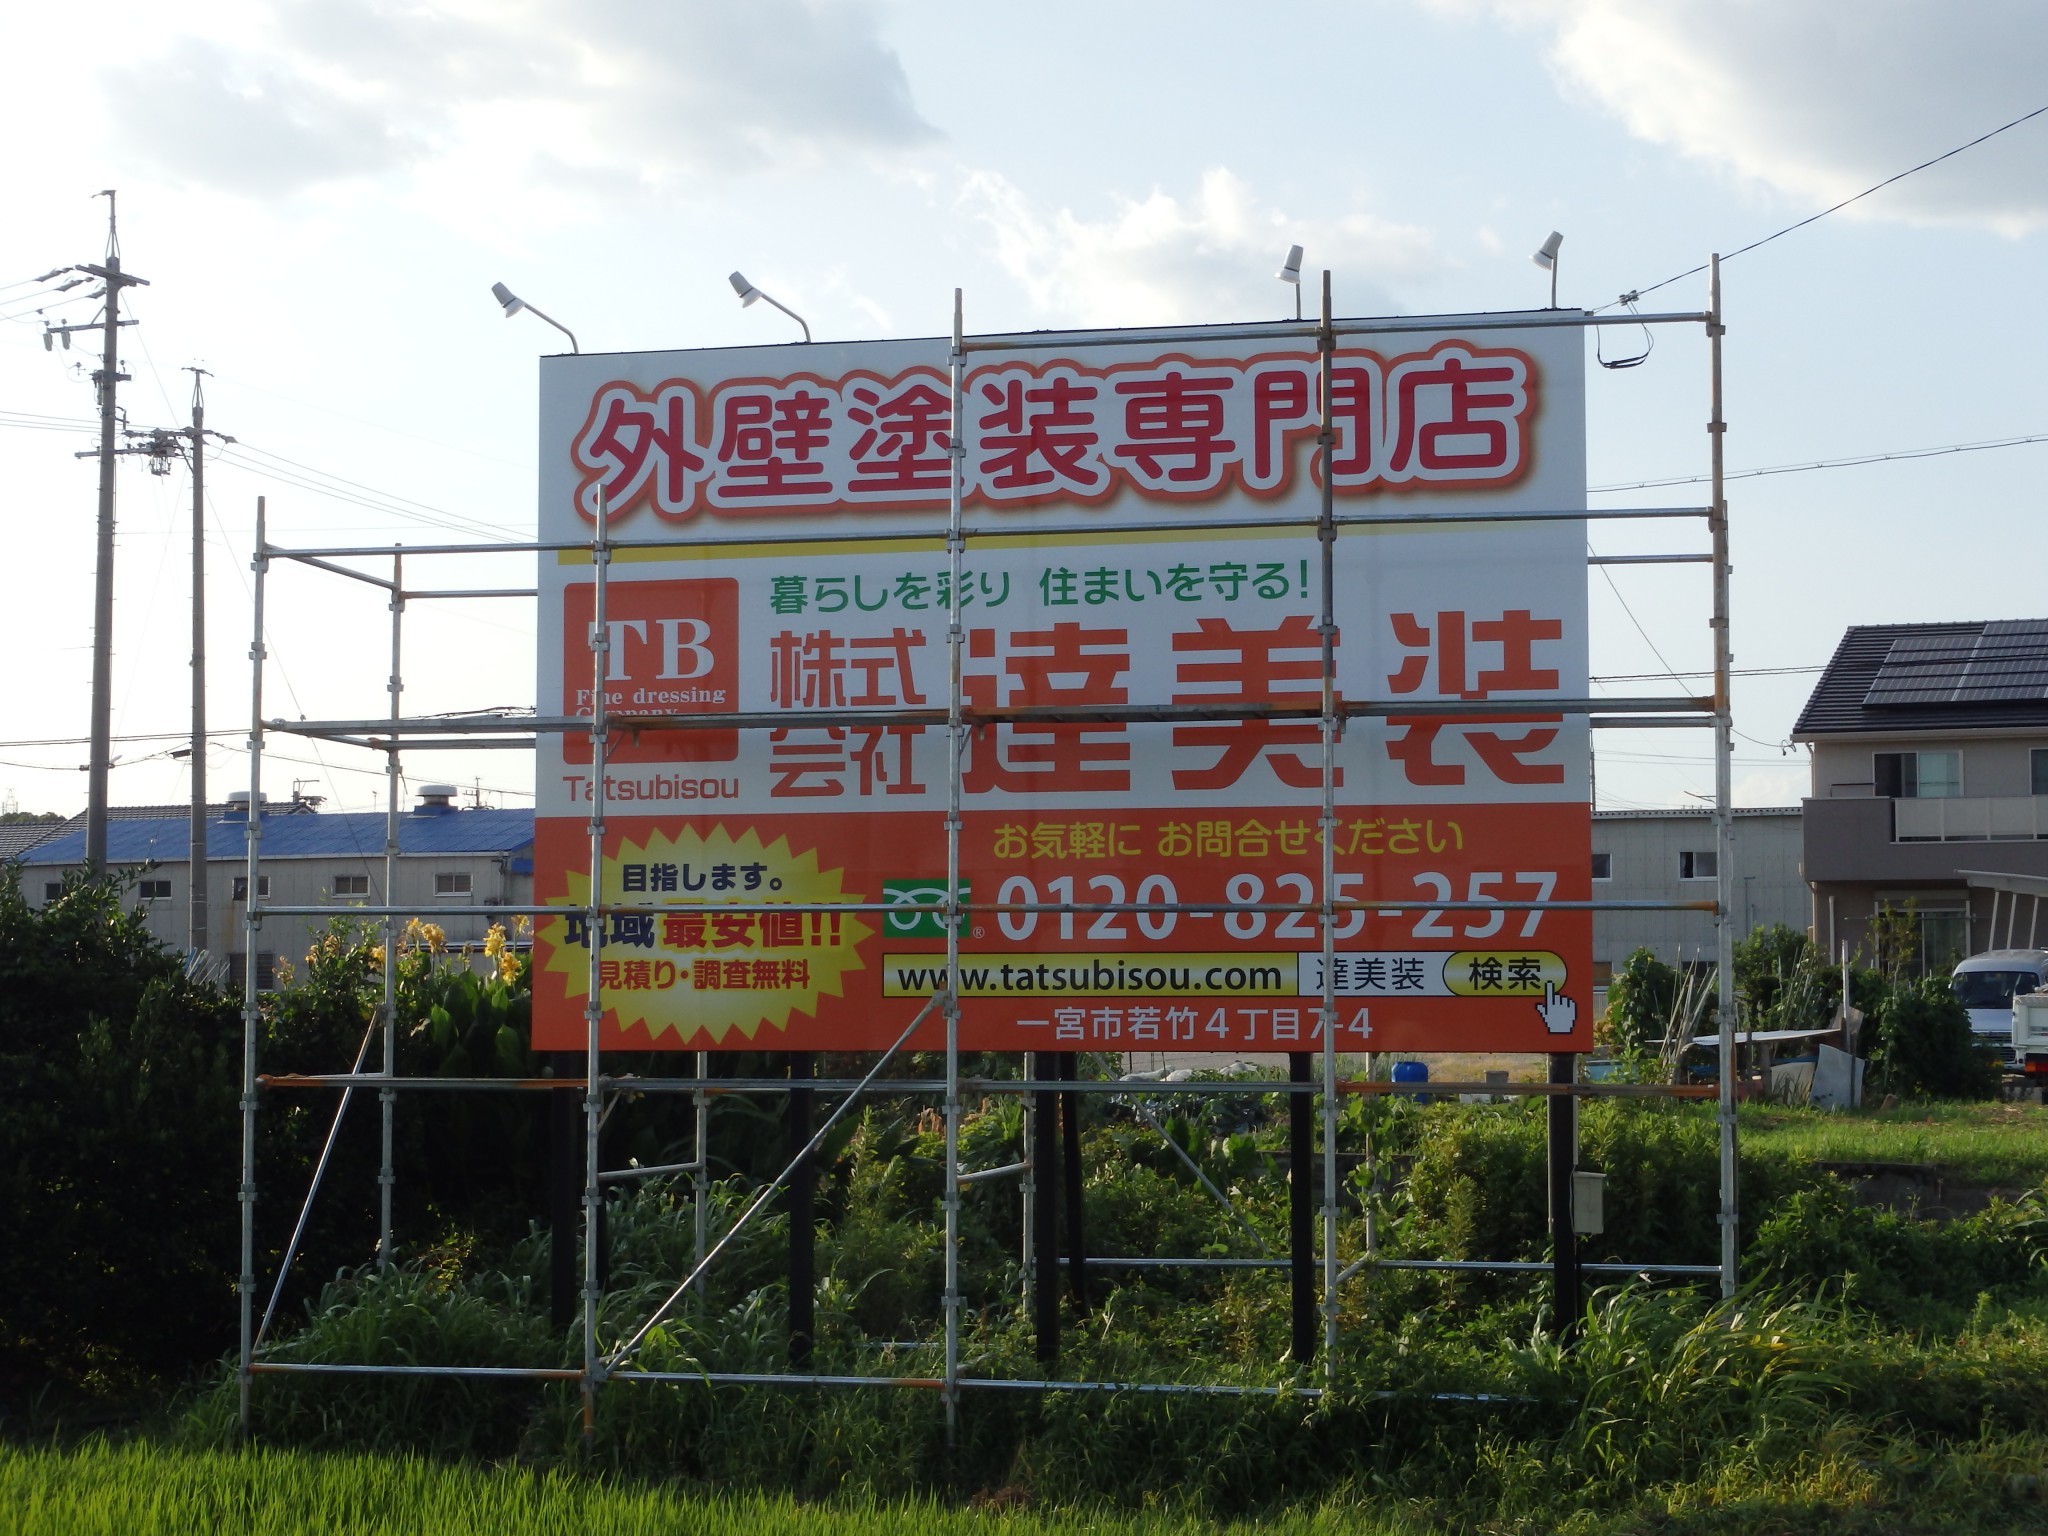 外壁塗装専門店
暮らしを彩り 住まいを守る!
TB
Fine dressing
Company
Tatsubisou
株式会社 達美装
目指します。
地域最安値!!
見積り・調査無料
お気軽に お問合せください
0120-825-257
www.tatsubisou.com 達美装 検索
一宮市若竹4丁目7-4